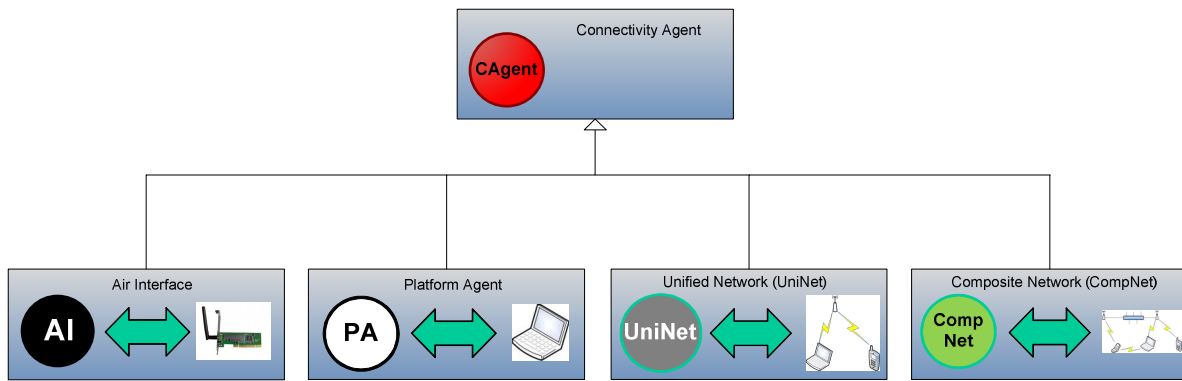 Connectivity Agent
CAgent
Air Interface
AI
Platform Agent
PA
Unified Network (UniNet)
UniNet
Composite Network (CompNet)
Comp
Net